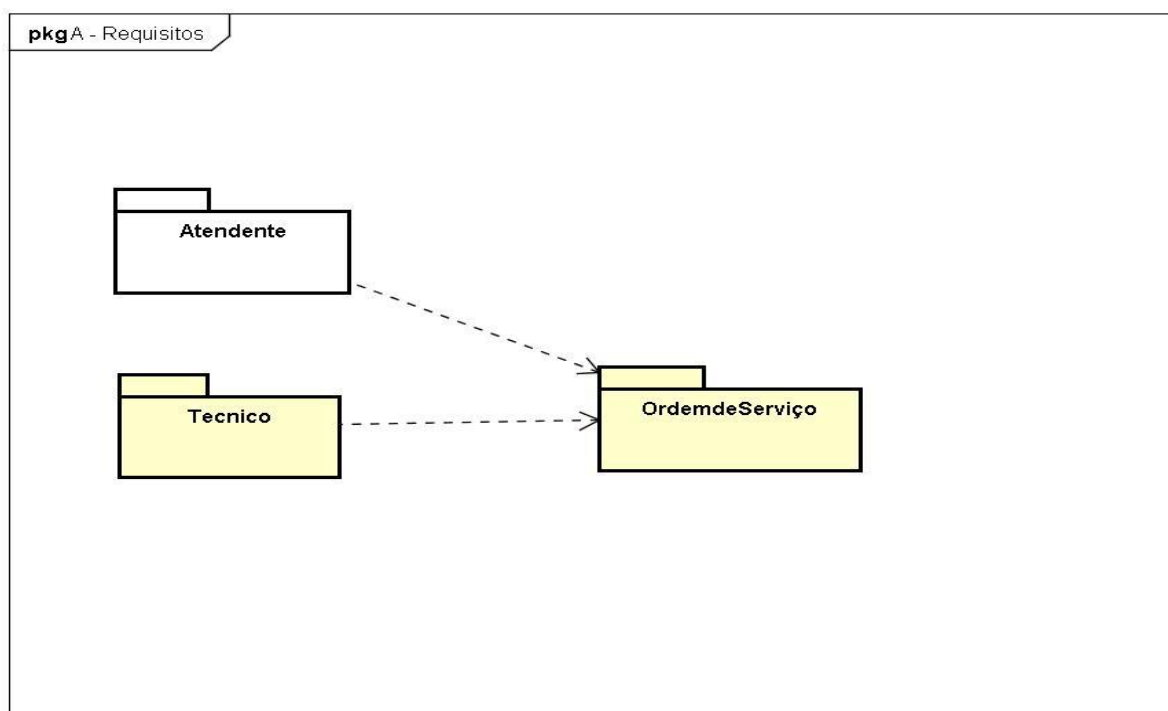 pkg A - Requisitos
Atendente
Tecnico
OrdemdeServiço